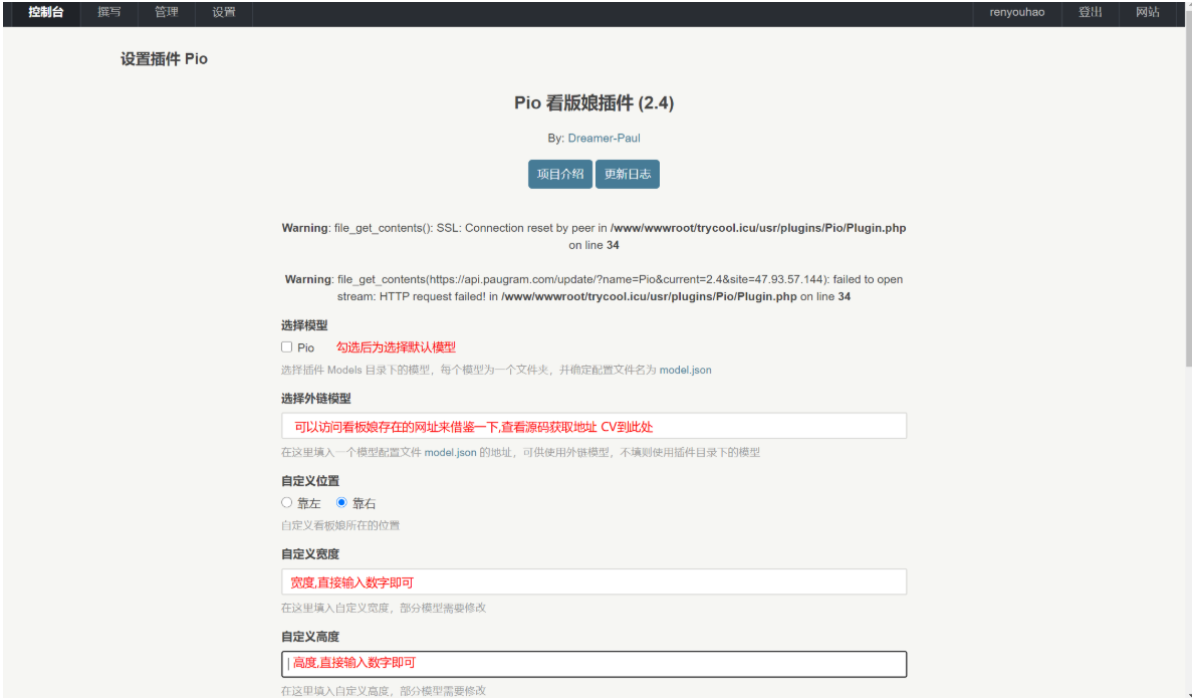 控制台 撰写 管理 设置 renyouhao 登出 网站
设置插件 Pio
Pio 看版娘插件 (2.4)
By: Dreamer-Paul
项目介绍 更新日志
Warning: file_get_contents(): SSL: Connection reset by peer in /www/wwwroot/trycool.icu/usr/plugins/Pio/Plugin.php
on line 34
Warning: file_get_contents(https://api.paugram.com/update/?name=Pio&current=2.4&site=47.93.57.144): failed to open
stream: HTTP request failed! in /www/wwwroot/trycool.icu/usr/plugins/Pio/Plugin.php on line 34
选择模型
Pio 勾选后为选择默认模型
选择插件 Models 目录下的模型，每个模型为一个文件夹，并确定配置文件名为 model.json
选择外链模型
可以访问看板娘存在的网址来借鉴一下,查看源码获取地址 CV到此处
在这里填入一个模型配置文件 model.json 的地址，可供使用外链模型，不填则使用插件目录下的模型
自定义位置
靠左 靠右
自定义看板娘所在的位置
自定义宽度
宽度,直接输入数字即可
在这里填入自定义宽度，部分模型需要修改
自定义高度
高度,直接输入数字即可
在这里填入自定义高度，部分模型需要修改